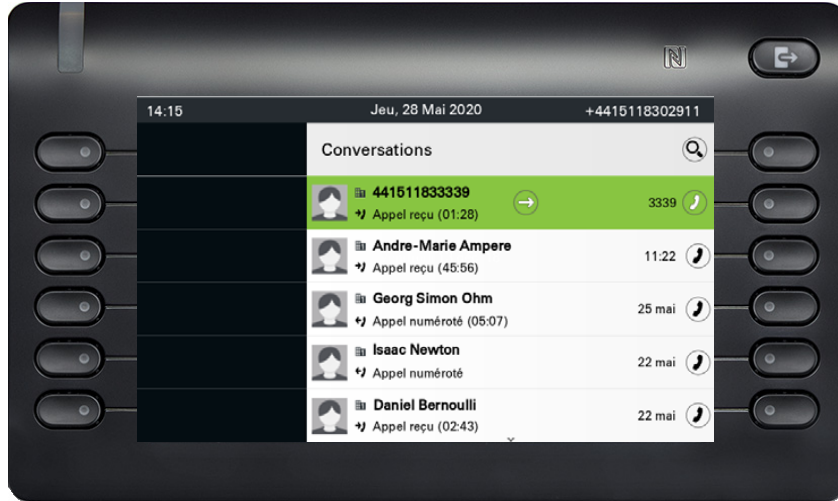 14:15 Jeu, 28 Mai 2020 +4415118302911
Conversations
441511833339
Appel reçu (01:28) 3339
Andre-Marie Ampere
Appel reçu (45:56) 11:22
Georg Simon Ohm
Appel numéroté (05:07) 25 mai
Isaac Newton
Appel numéroté 22 mai
Daniel Bernoulli
Appel reçu (02:43) 22 mai